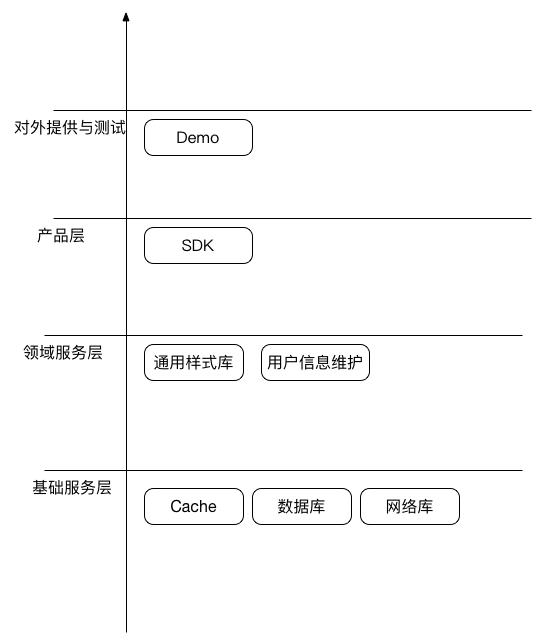 对外提供与测试
Demo
产品层
SDK
领域服务层
通用样式库
用户信息维护
基础服务层
Cache
数据库
网络库